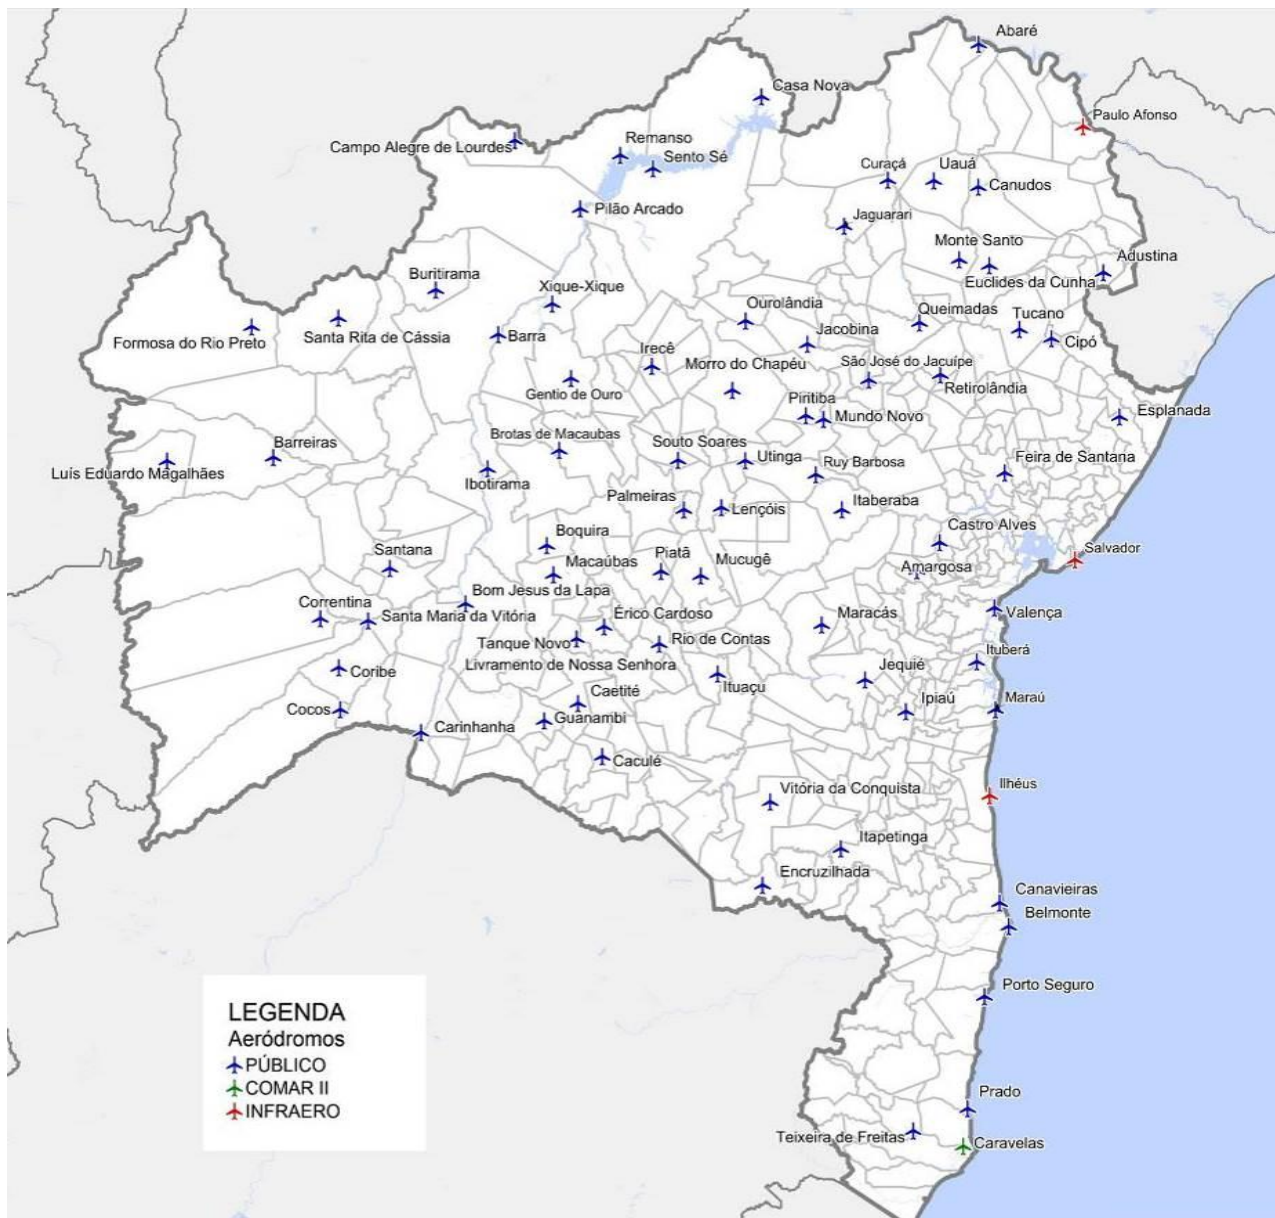 Abaré
Casa Nova
Paulo Afonso
Campo Alegre de Lourdes
Remanso
Sento Sé
Curaçá
Uauá
Canudos
Pilão Arcado
Jaguarari
Monte Santo
Adustina
Euclides da Cunha
Buritirama
Xique-Xique
Ourolândia
Queimadas
Tucano
Formosa do Rio Preto
Santa Rita de Cássia
Barra
Jacobina
Cipó
Irecê
Morro do Chapéu
São José do Jacuípe
Retirolândia
Gentio de Ouro
Piritiba
Mundo Novo
Esplanada
Barreiras
Brotas de Macaubas
Souto Soares
Utinga
Ruy Barbosa
Feira de Santana
Luís Eduardo Magalhães
Ibotirama
Palmeiras
Lençóis
Itaberaba
Boquira
Castro Alves
Santana
Macaúbas
Piatã
Mucugê
Amargosa
Salvador
Bom Jesus da Lapa
Correntina
Santa Maria da Vitória
Érico Cardoso
Maracás
Valença
Tanque Novo
Rio de Contas
Ituberá
Livramento de Nossa Senhora
Coribe
Ituaçu
Jequié
Caetité
Ipiaú
Maraú
Cocos
Guanambi
Carinhanha
Caculé
Vitória da Conquista
Ilhéus
Itapetinga
Encruzilhada
Canavieiras
Belmonte
Porto Seguro
LEGENDA
Aeródromos
PÚBLICO
COMAR II
INFRAERO
Prado
Teixeira de Freitas
Caravelas